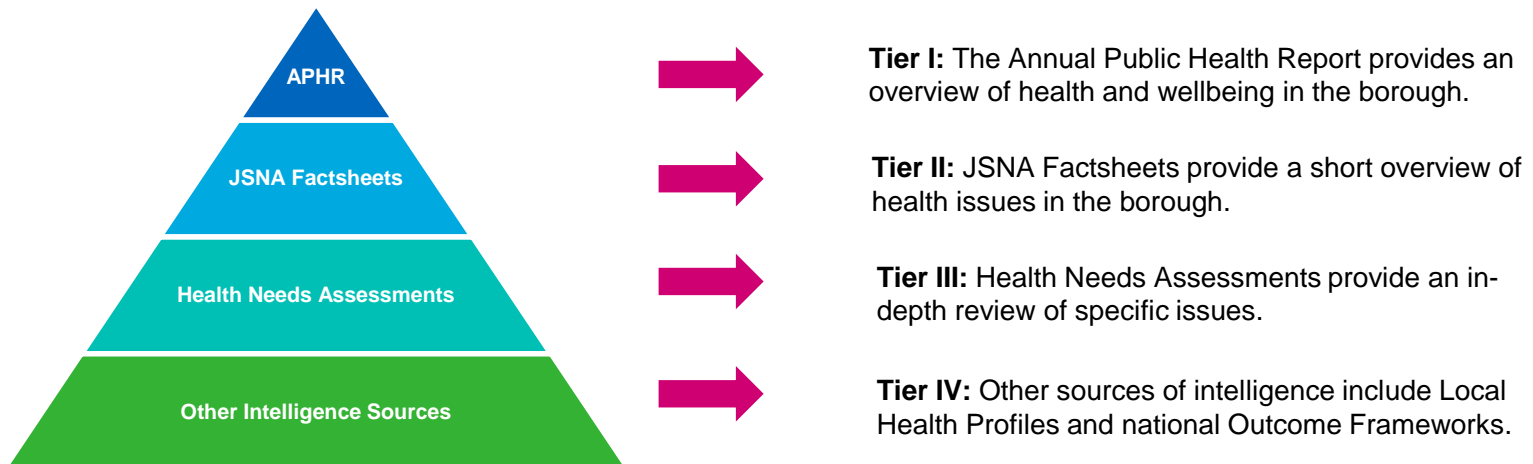 APHR
Tier I: The Annual Public Health Report provides an
overview of health and wellbeing in the borough.
JSNA Factsheets
Tier II: JSNA Factsheets provide a short overview of
health issues in the borough.
Health Needs Assessments
Tier III: Health Needs Assessments provide an in-
depth review of specific issues.
Other Intelligence Sources
Tier IV: Other sources of intelligence include Local
Health Profiles and national Outcome Frameworks.